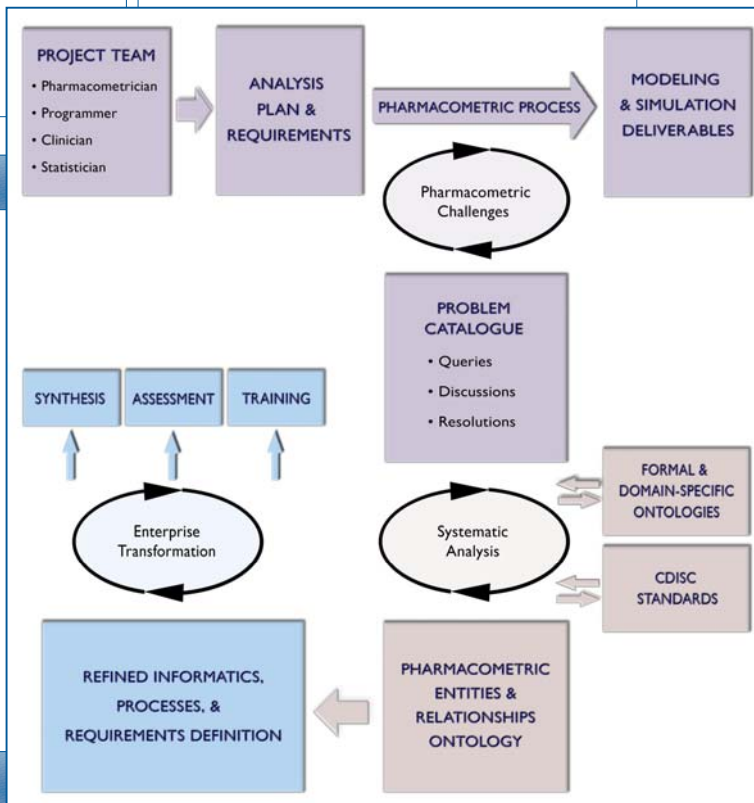 PROJECT TEAM
• Pharmacometrician
• Programmer
• Clinician
• Statistician
ANALYSIS
PLAN &
REQUIREMENTS
PHARMACOMETRIC PROCESS
MODELING
& SIMULATION
DELIVERABLES
Pharmacometric
Challenges
PROBLEM
CATALOGUE
• Queries
• Discussions
• Resolutions
SYNTHESIS
ASSESSMENT
TRAINING
FORMAL &
DOMAIN-SPECIFIC
ONTOLOGIES
Enterprise
Transformation
Systematic
Analysis
CDISC
STANDARDS
REFINED INFORMATICS,
PROCESSES, &
REQUIREMENTS DEFINITION
PHARMACOMETRIC
ENTITIES &
RELATIONSHIPS
ONTOLOGY